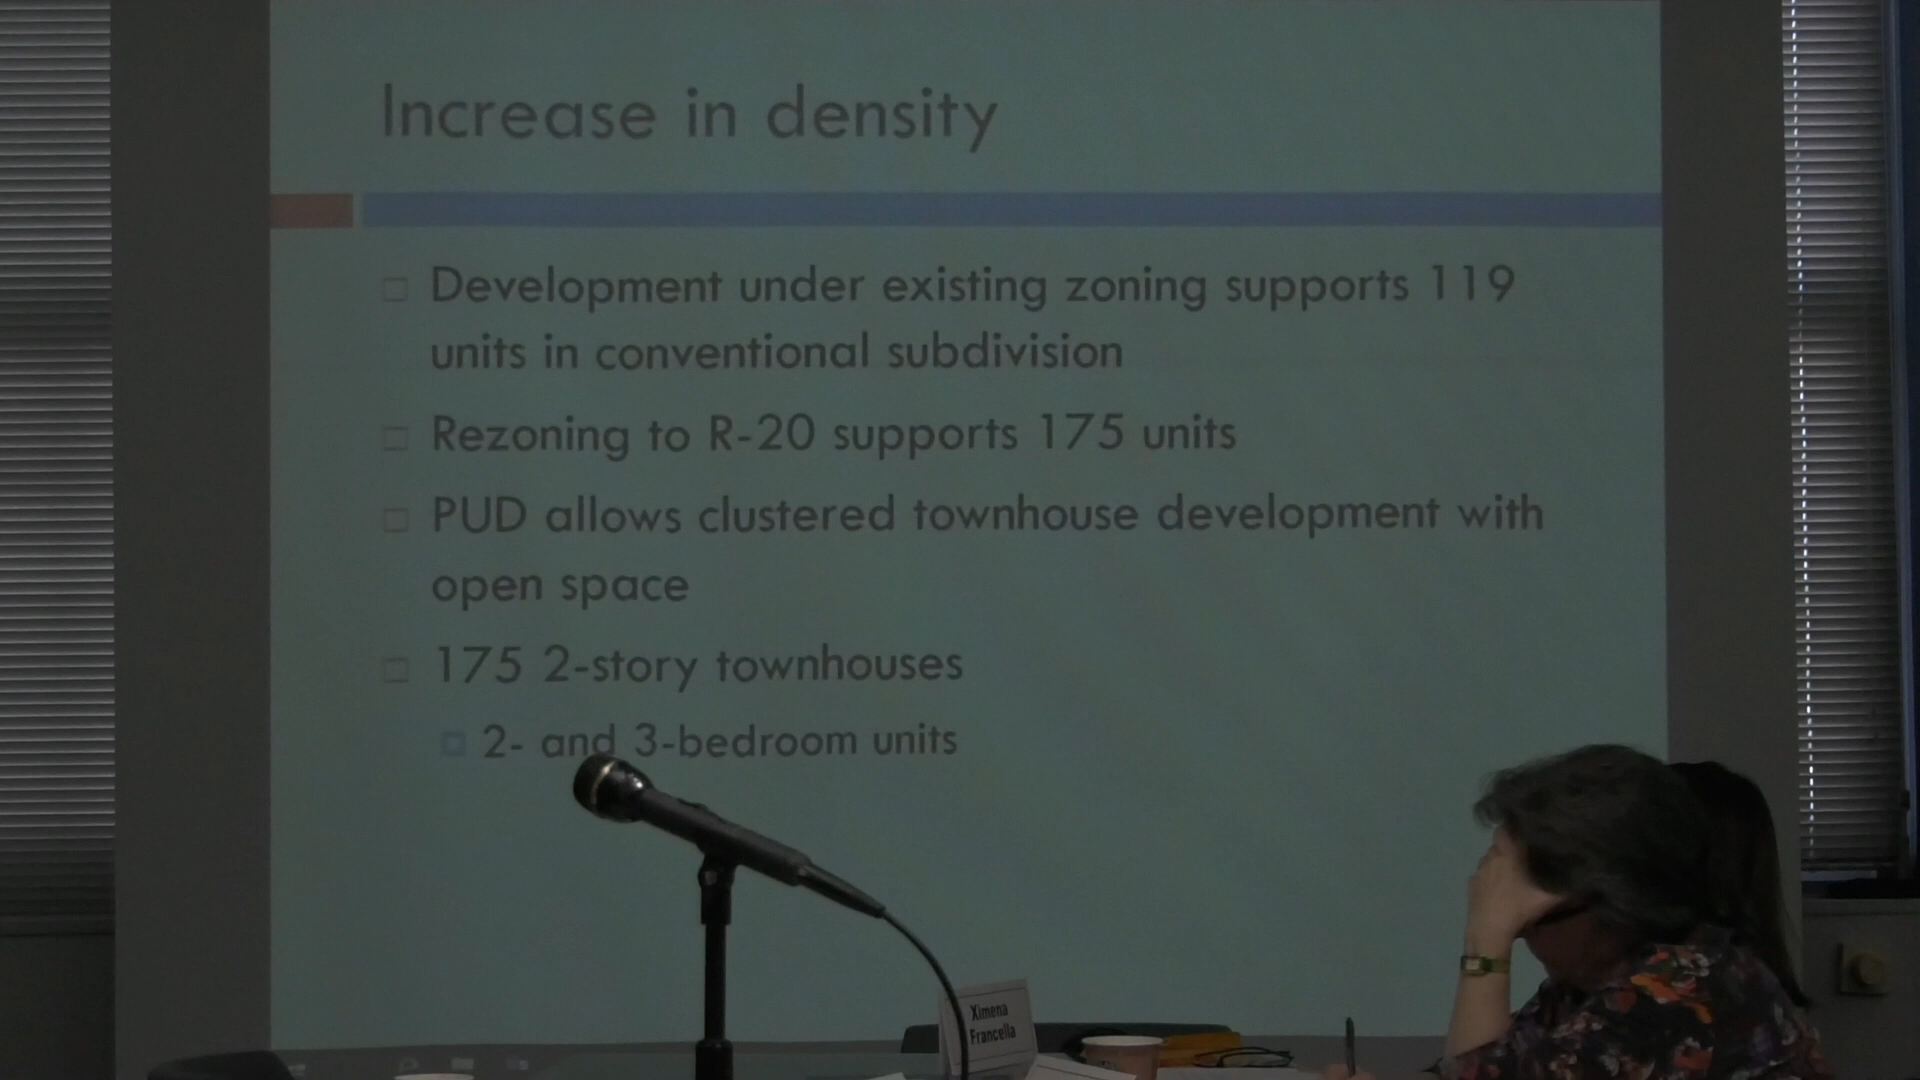 Increase in density
Development under existing zoning supports 119
units in conventional subdivision
Rezoning to R-20 supports 175 units
PUD allows clustered townhouse development with
open space
175 2-story townhouses
2- and 3-bedroom units
Ximena
Francella